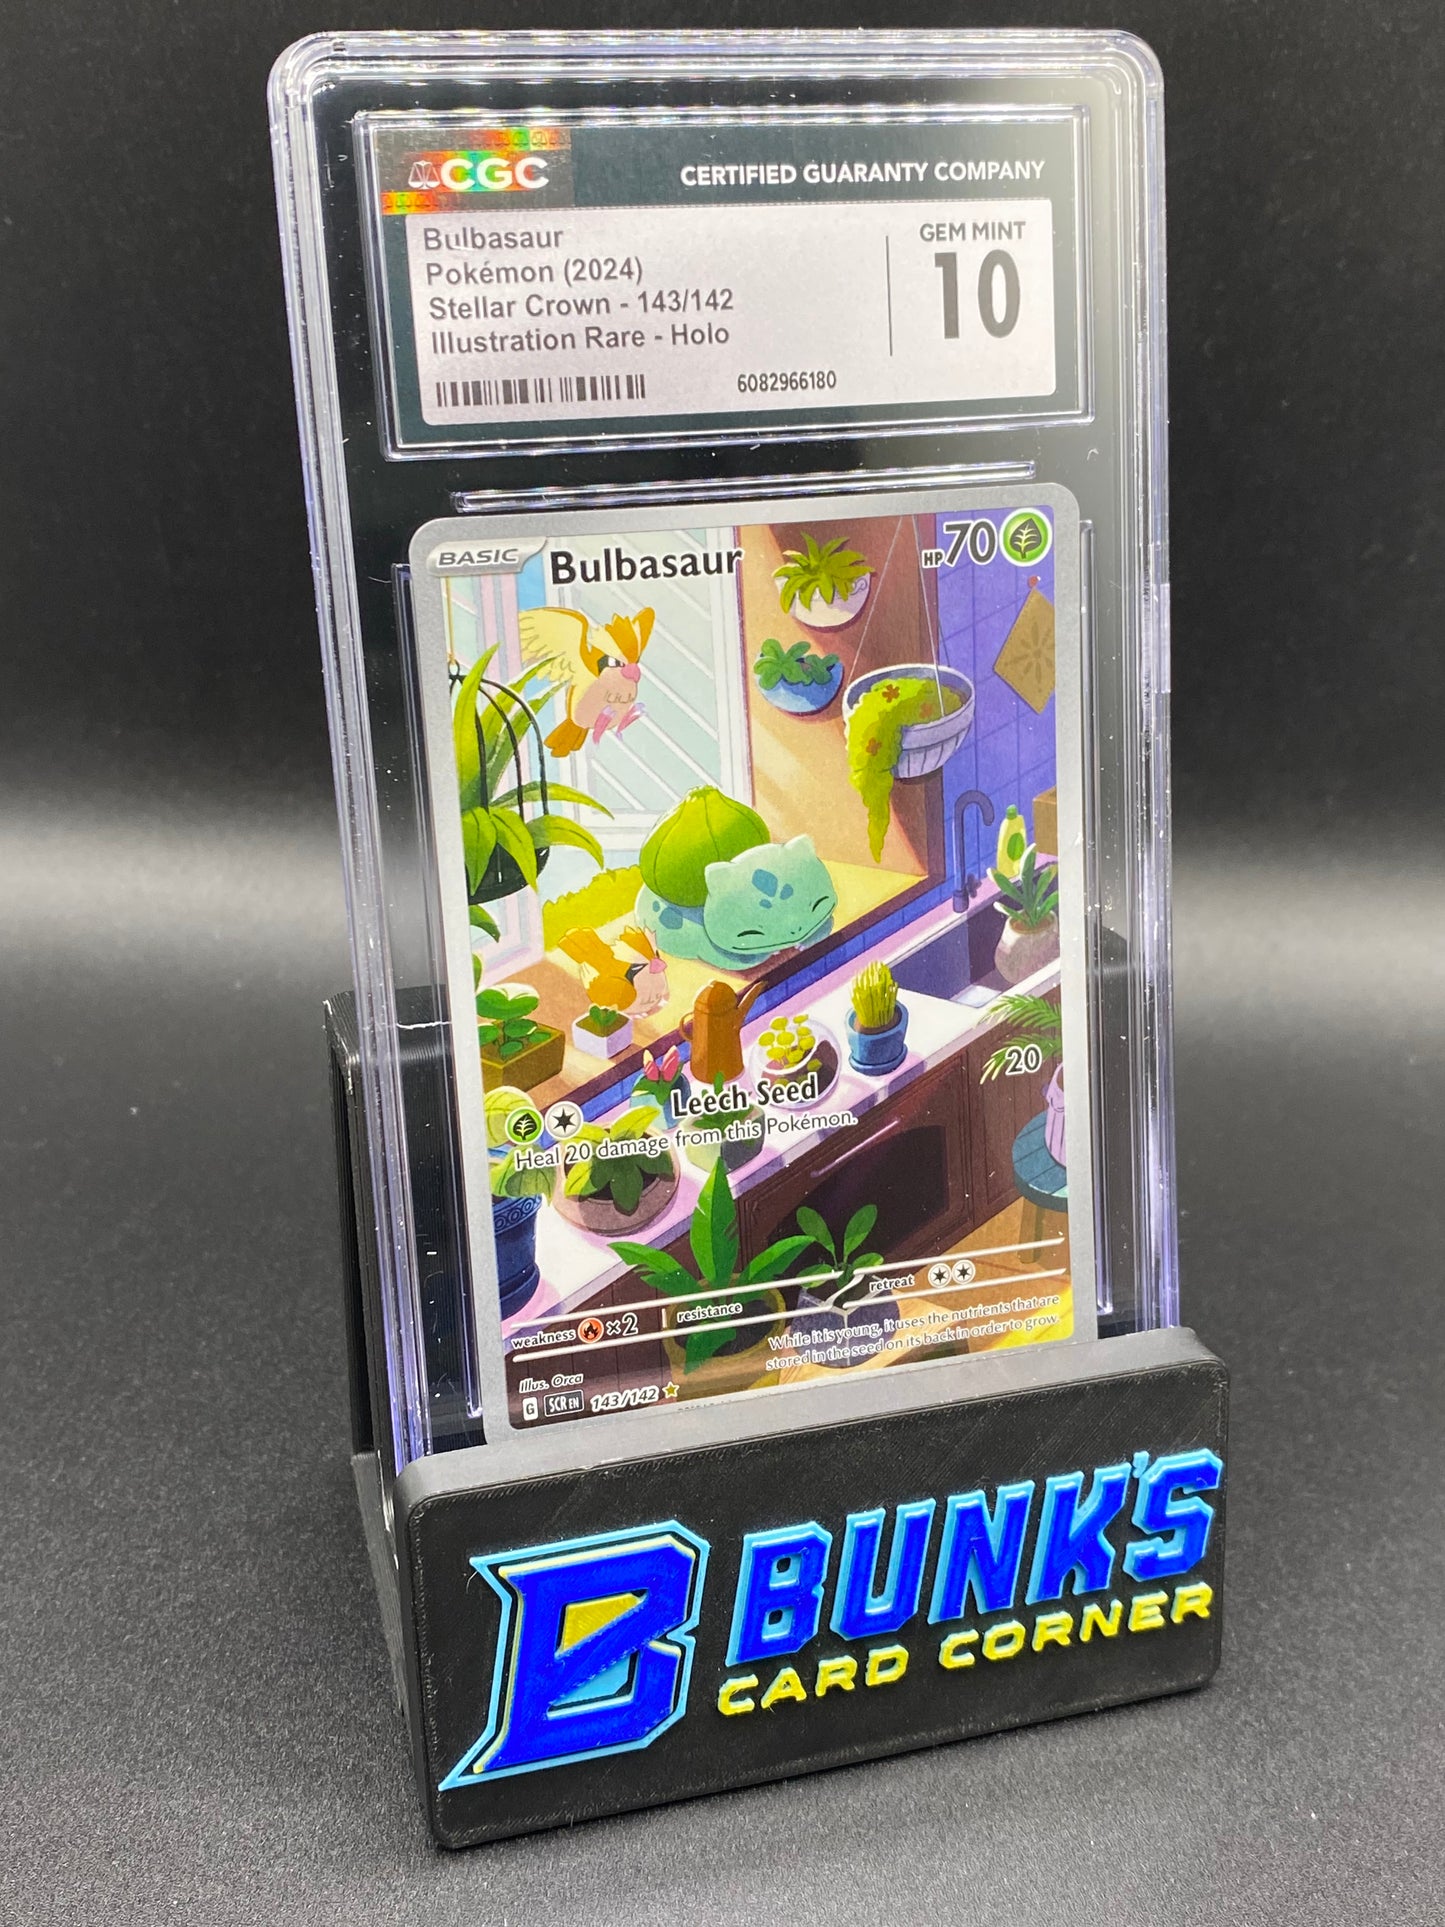 CGC
CERTIFIED GUARANTY COMPANY
Bulbasaur
Pokémon (2024)
Stellar Crown - 143/142
Illustration Rare - Holo
GEM MINT
10
6082966180
BASIC
Bulbasaur
HP 70
Leech Seed
20
Heal 20 damage from this Pokémon.
weakness ×2
resistance
retreat
While it is young, it uses the nutrients that are
stored in the seed on its back in order to grow.
Illus. Orca
G SCR EN 143/142
B BUNK'S
CARD CORNER